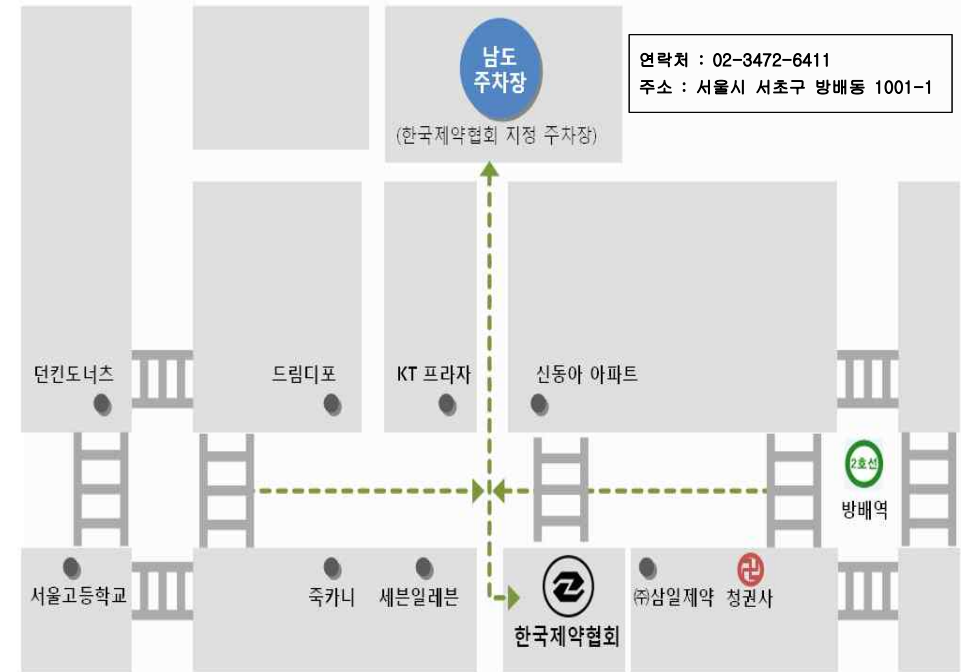 남도
주차장
(한국제약협회 지정 주차장)
연락처 : 02-3472-6411
주소 : 서울시 서초구 방배동 1001-1
던킨도너츠
드림디포
KT 프라자
신동아 아파트
2호선
방배역
서울고등학교
죽카니
세븐일레븐
한국제약협회
㈜삼일제약
청권사